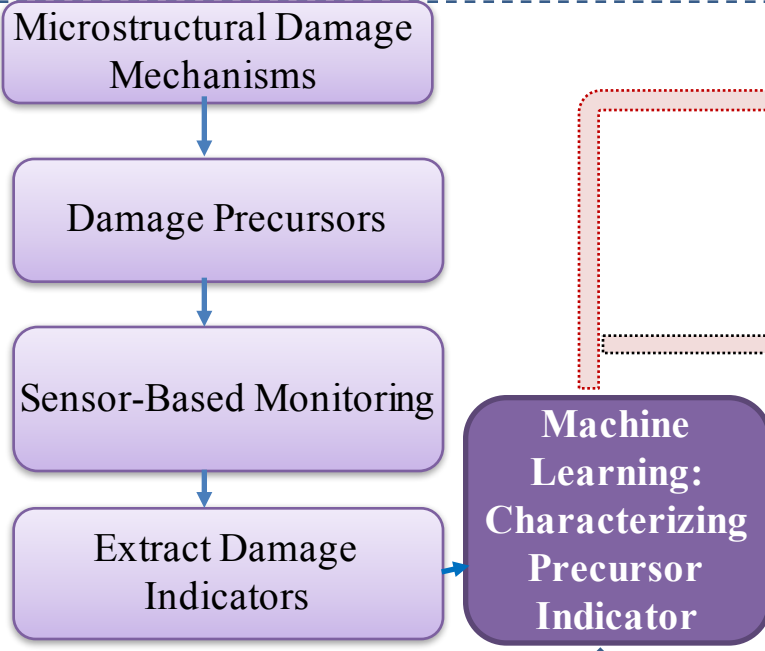 Microstructural Damage
Mechanisms
Damage Precursors
Sensor-Based Monitoring
Extract Damage
Indicators
Machine
Learning:
Characterizing
Precursor
Indicator